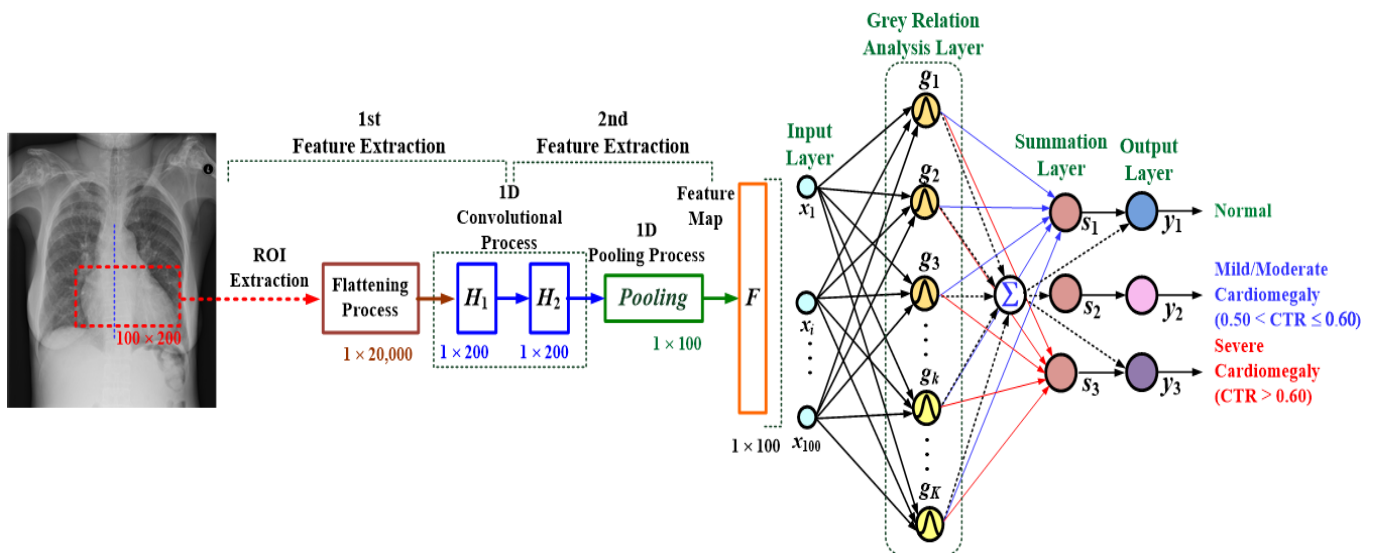 1st
Feature Extraction
2nd
Feature Extraction
ROI
Extraction
100 × 200
Flattening
Process
1 × 20,000
1D
Convolutional
Process
H1
H2
1 × 200
1 × 200
1D
Pooling Process
Pooling
1 × 100
Feature
Map
F
1 × 100
Input
Layer
x1
xi
x100
Grey Relation
Analysis Layer
g1
g2
g3
gk
gK
Σ
Summation
Layer
s1
s2
s3
Output
Layer
y1
y2
y3
Normal
Mild/Moderate
Cardiomegaly
(0.50 < CTR ≤ 0.60)
Severe
Cardiomegaly
(CTR > 0.60)